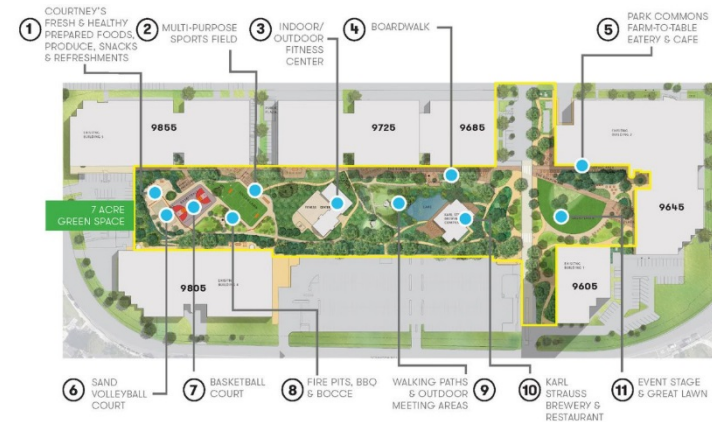 1
COURTNEY'S
FRESH & HEALTHY
PREPARED FOODS,
PRODUCE, SNACKS
& REFRESHMENTS
2
MULTI-PURPOSE
SPORTS FIELD
3
INDOOR/
OUTDOOR
FITNESS
CENTER
4
BOARDWALK
5
PARK COMMONS
FARM-TO-TABLE
EATERY & CAFE
9855
9725
9685
9645
7 ACRE
GREEN SPACE
9805
9605
6
SAND
VOLLEYBALL
COURT
7
BASKETBALL
COURT
8
FIRE PITS, BBQ
& BOCCE
WALKING PATHS
& OUTDOOR
MEETING AREAS
9
10
KARL
STRAUSS
BREWERY &
RESTAURANT
11
EVENT STAGE
& GREAT LAWN